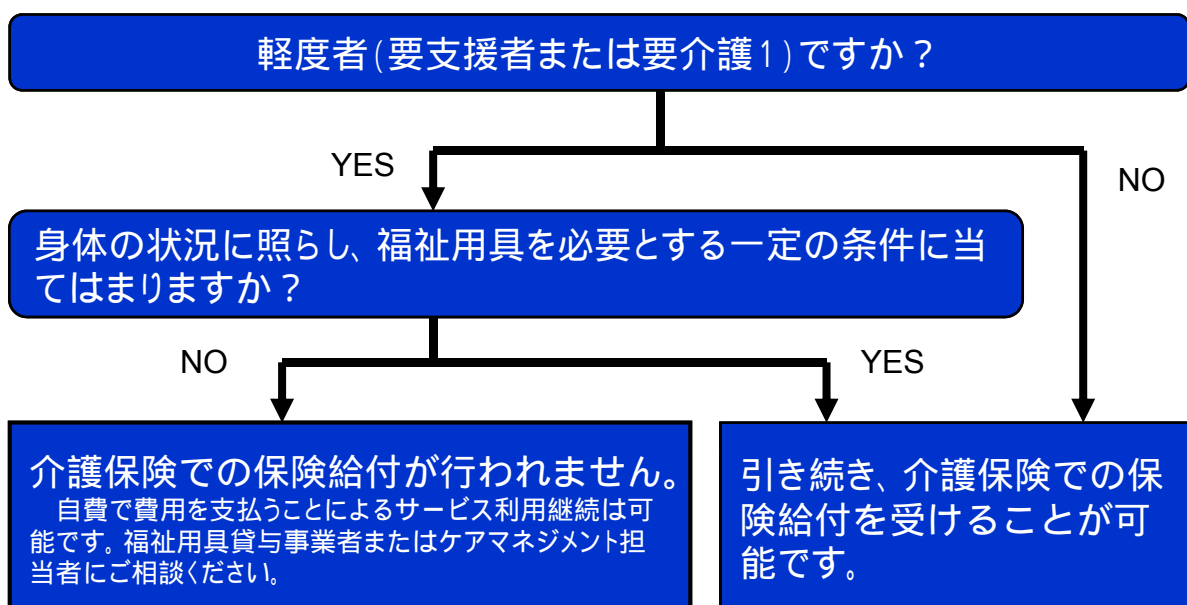 軽度者(要支援者または要介護1)ですか?
YES
NO
身体の状況に照らし、福祉用具を必要とする一定の条件に当
てはまりますか?
NO
YES
介護保険での保険給付が行われません。
自費で費用を支払うことによるサービス利用継続は可
能です。福祉用具貸与事業者またはケアマネジメント担
当者にご相談ください。
引き続き、介護保険での保
険給付を受けることが可
能です。